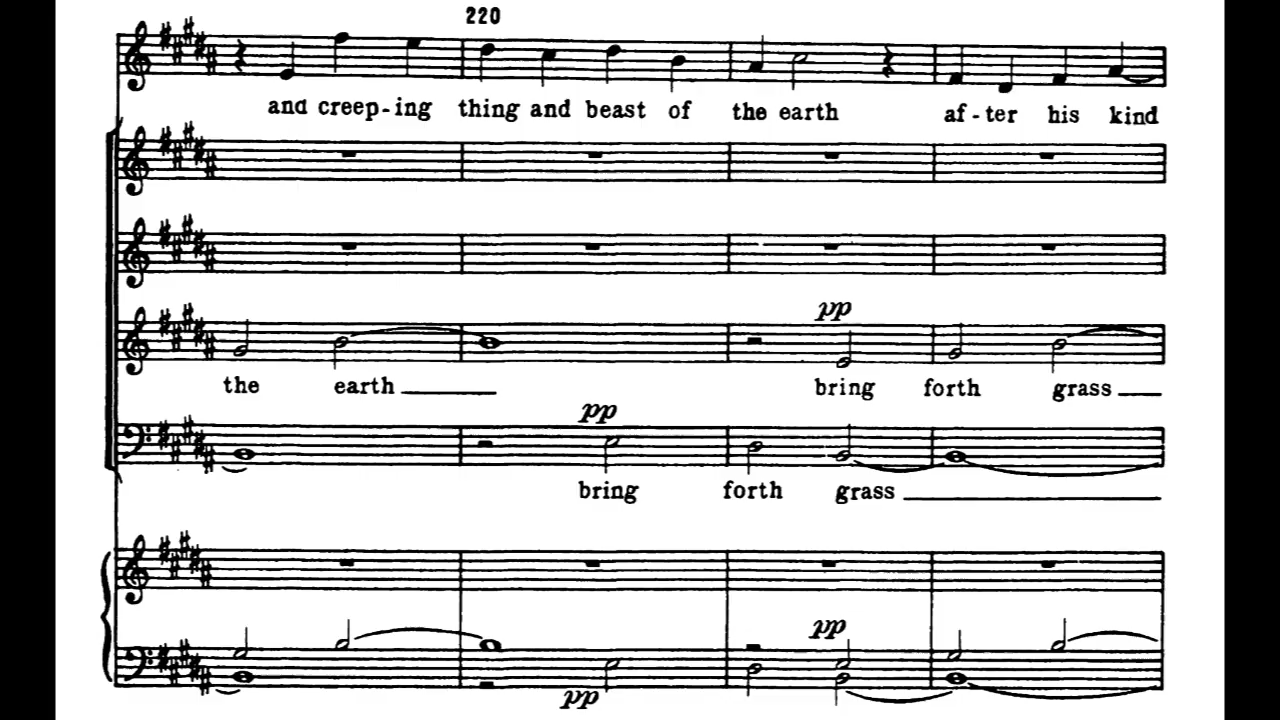 220
and creep-ing thing and beast of the earth af-ter his kind
pp
the earth bring forth grass
pp
bring forth grass
pp
pp